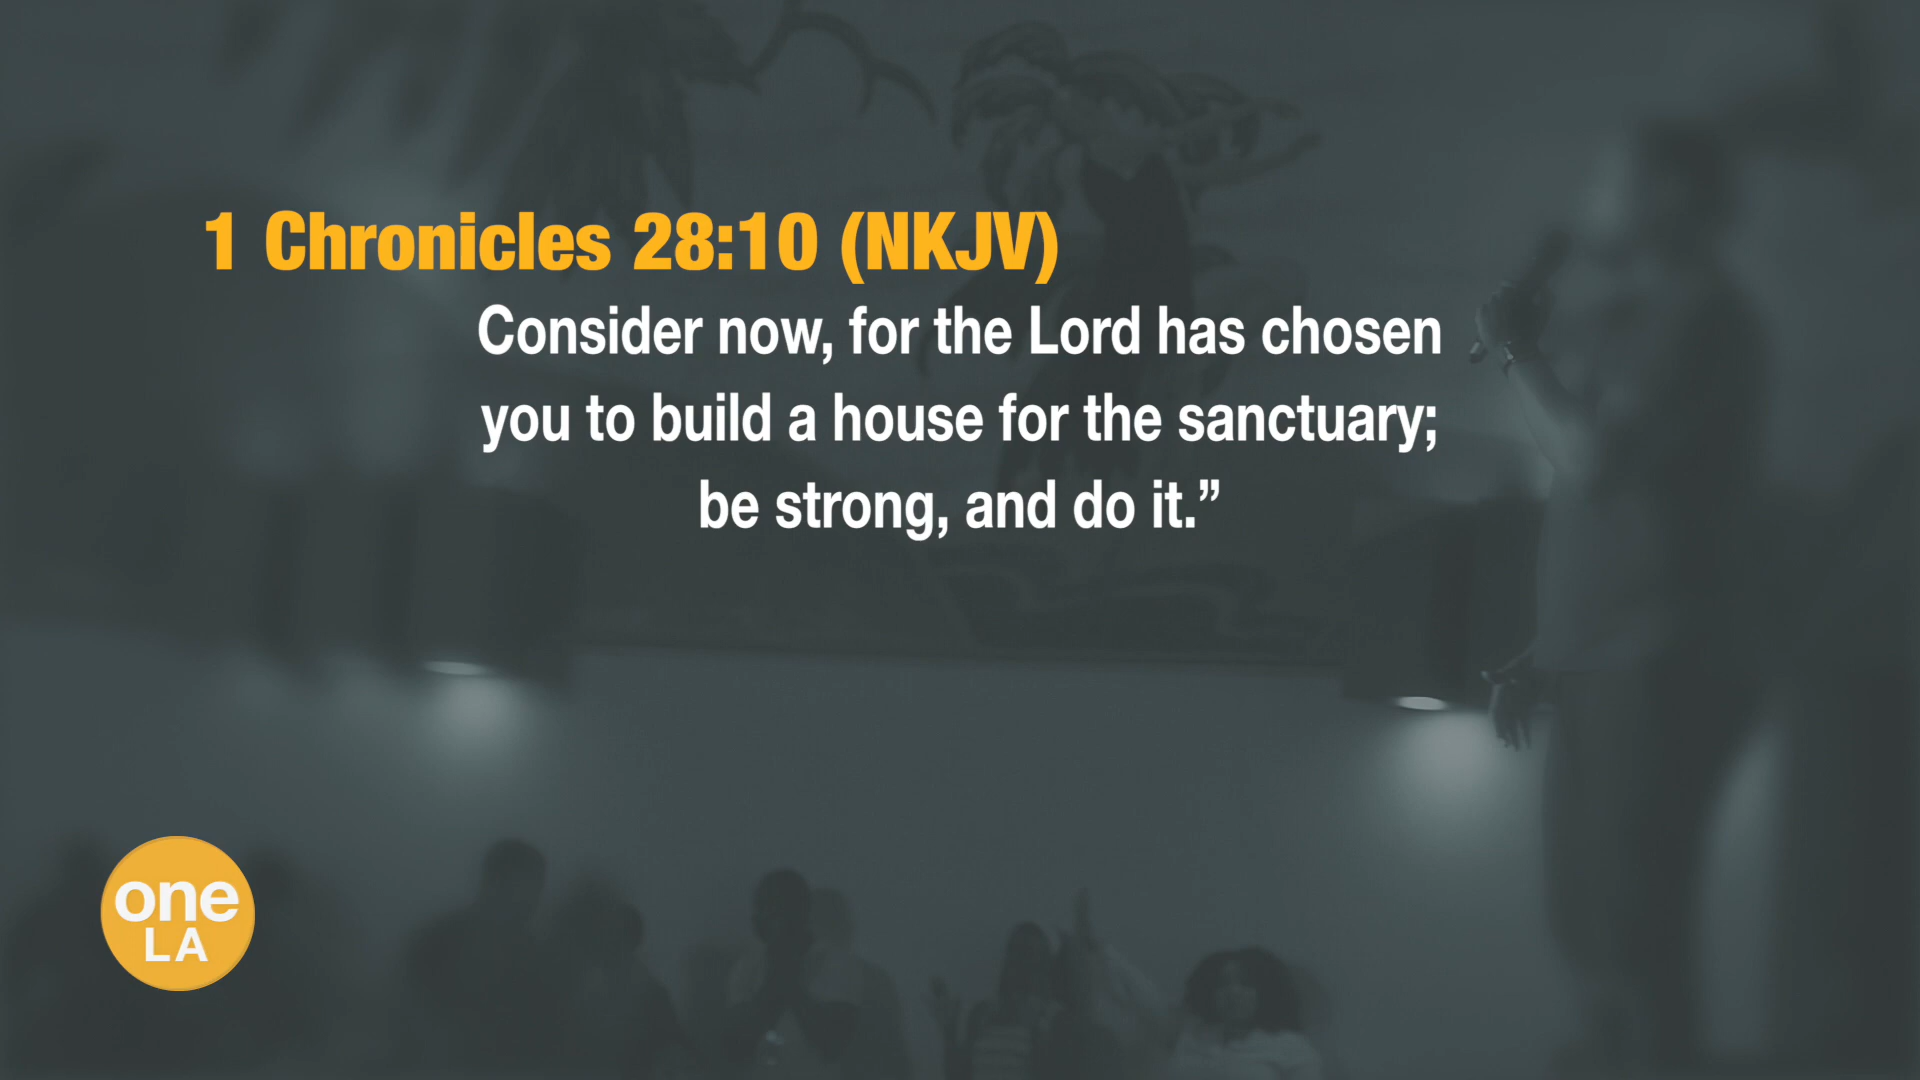 1 Chronicles 28:10 (NKJV)
Consider now, for the Lord has chosen
you to build a house for the sanctuary;
be strong, and do it.”
one
LA